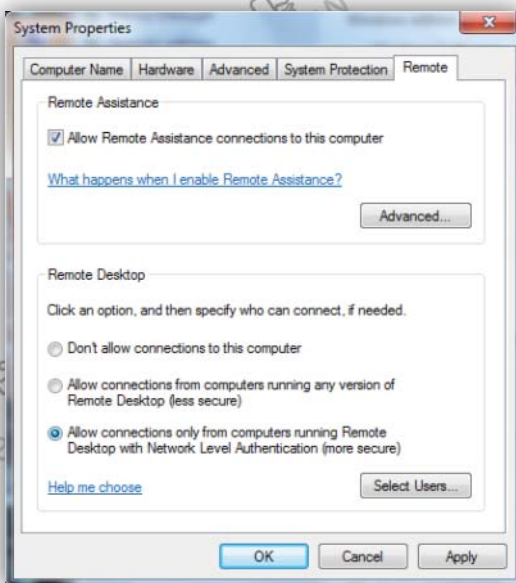 System Properties
Computer Name Hardware Advanced System Protection Remote
Remote Assistance
Allow Remote Assistance connections to this computer
What happens when I enable Remote Assistance?
Advanced...
Remote Desktop
Click an option, and then specify who can connect, if needed.
Don't allow connections to this computer
Allow connections from computers running any version of
Remote Desktop (less secure)
Allow connections only from computers running Remote
Desktop with Network Level Authentication (more secure)
Help me choose
Select Users...
OK Cancel Apply